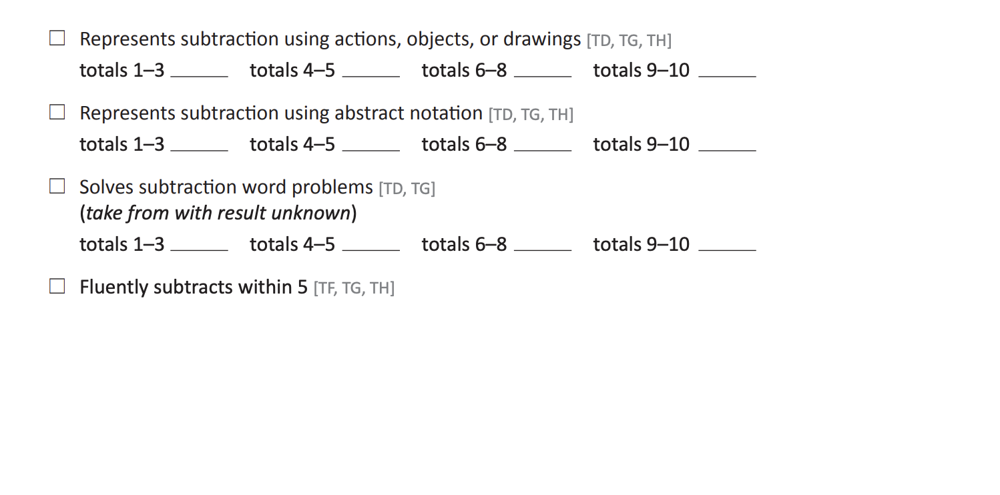 ☐ Represents subtraction using actions, objects, or drawings [TD, TG, TH]
totals 1–3 ______ totals 4–5 ______ totals 6–8 ______ totals 9–10 ______
☐ Represents subtraction using abstract notation [TD, TG, TH]
totals 1–3 ______ totals 4–5 ______ totals 6–8 ______ totals 9–10 ______
☐ Solves subtraction word problems [TD, TG]
(take from with result unknown)
totals 1–3 ______ totals 4–5 ______ totals 6–8 ______ totals 9–10 ______
☐ Fluently subtracts within 5 [TF, TG, TH]